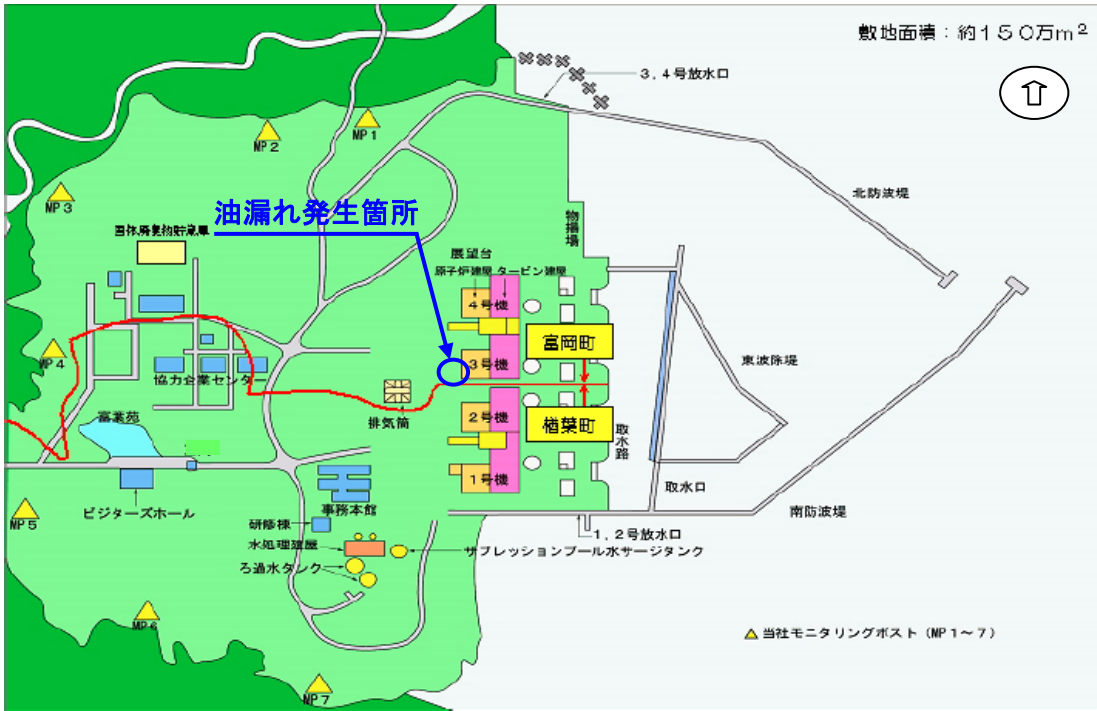 敷地面積：約１５０万m²
3，4号放水口
MP1
MP2
MP3
北防波堤
油漏れ発生箇所
固体廃棄物貯蔵庫
物揚場
展望台
原子炉建屋
タービン建屋
4号機
富岡町
3号機
東波除堤
MP4
協力企業センター
排気筒
2号機
楢葉町
取水路
1号機
取水口
南防波堤
MP5
ビジターズホール
事務本館
研修棟
1，2号放水口
水処理建屋
サプレッションプール水サージタンク
ろ過水タンク
MP6
当社モニタリングポスト（MP1～7）
MP7